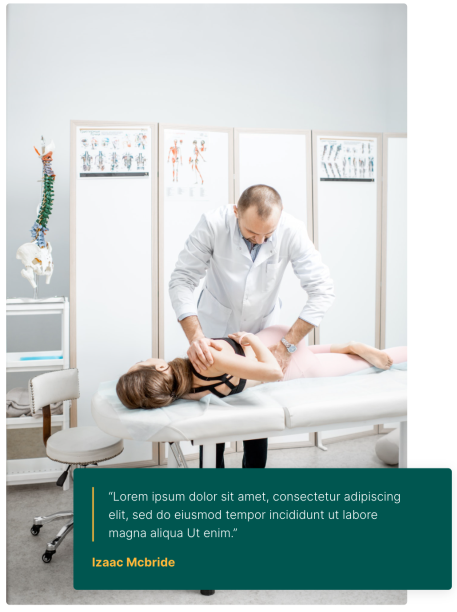 “Lorem ipsum dolor sit amet, consectetur adipiscing
elit, sed do eiusmod tempor incididunt ut labore
magna aliqua Ut enim.”
Izaac Mcbride